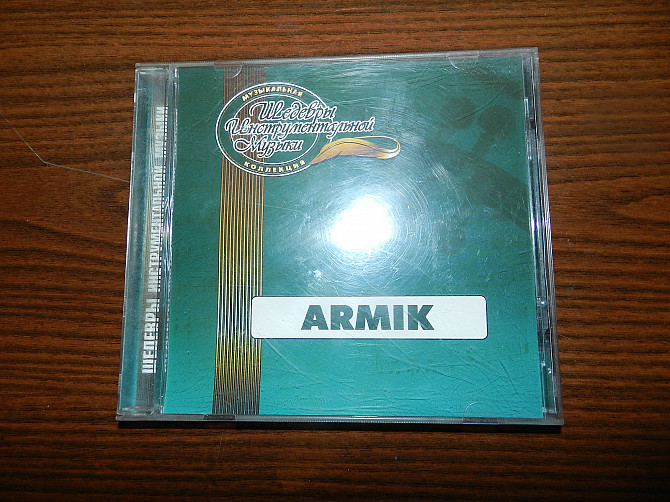 МУЗЫКАЛЬНАЯ
Шедевры
Инструментальной
Музыки
КОЛЛЕКЦИЯ
ARMIK
ШЕДЕВРЫ ИНСТРУМЕНТАЛЬНОЙ МУЗЫКИ